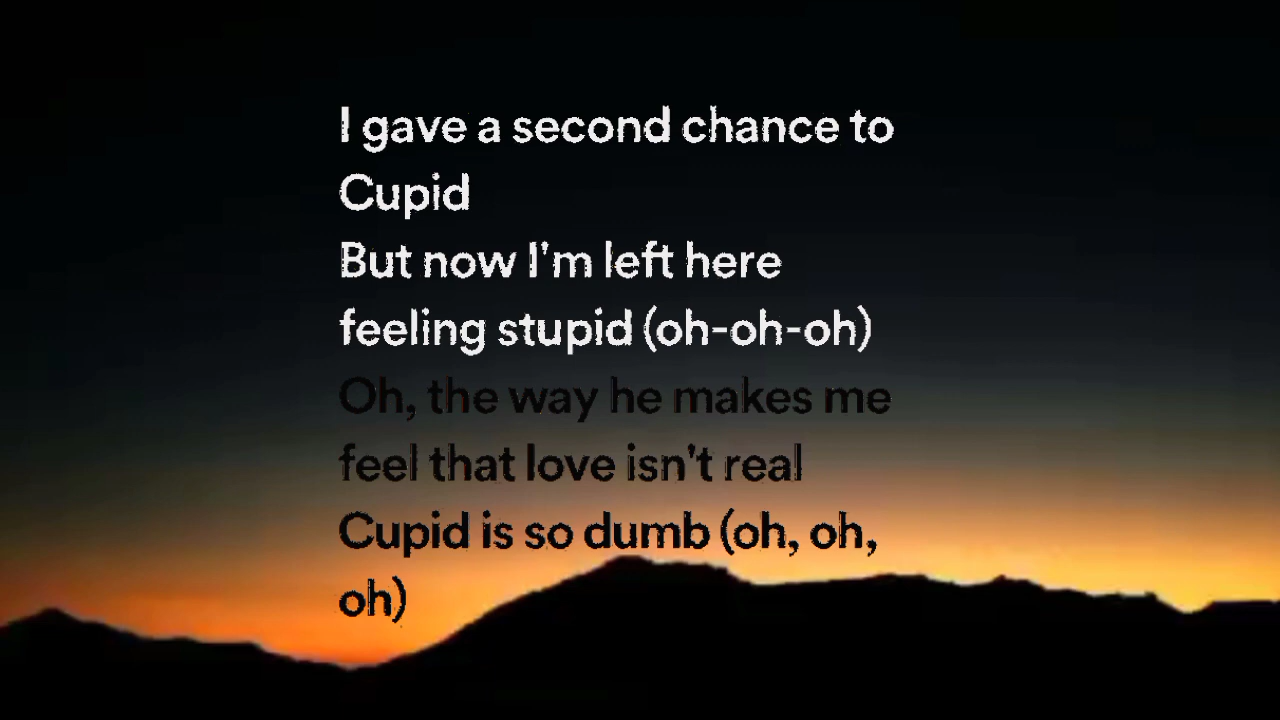 I gave a second chance to
Cupid
But now I'm left here
feeling stupid (oh-oh-oh)
Oh, the way he makes me
feel that love isn't real
Cupid is so dumb (oh, oh,
oh)